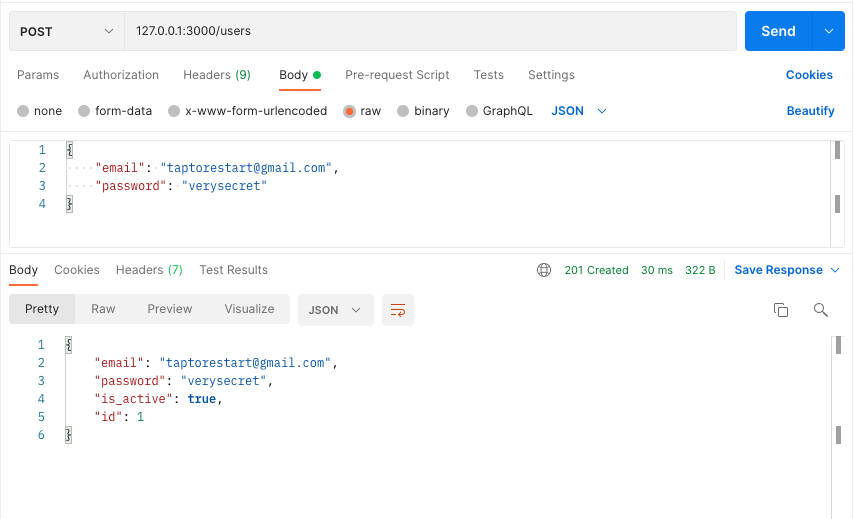 POST 127.0.0.1:3000/users Send
Params Authorization Headers (9) Body Pre-request Script Tests Settings Cookies
none form-data x-www-form-urlencoded raw binary GraphQL JSON Beautify
1 {
2 "email": "taptorestart@gmail.com",
3 "password": "verysecret"
4 }
Body Cookies Headers (7) Test Results 201 Created 30 ms 322 B Save Response
Pretty Raw Preview Visualize JSON
1 {
2 "email": "taptorestart@gmail.com",
3 "password": "verysecret",
4 "is_active": true,
5 "id": 1
6 }